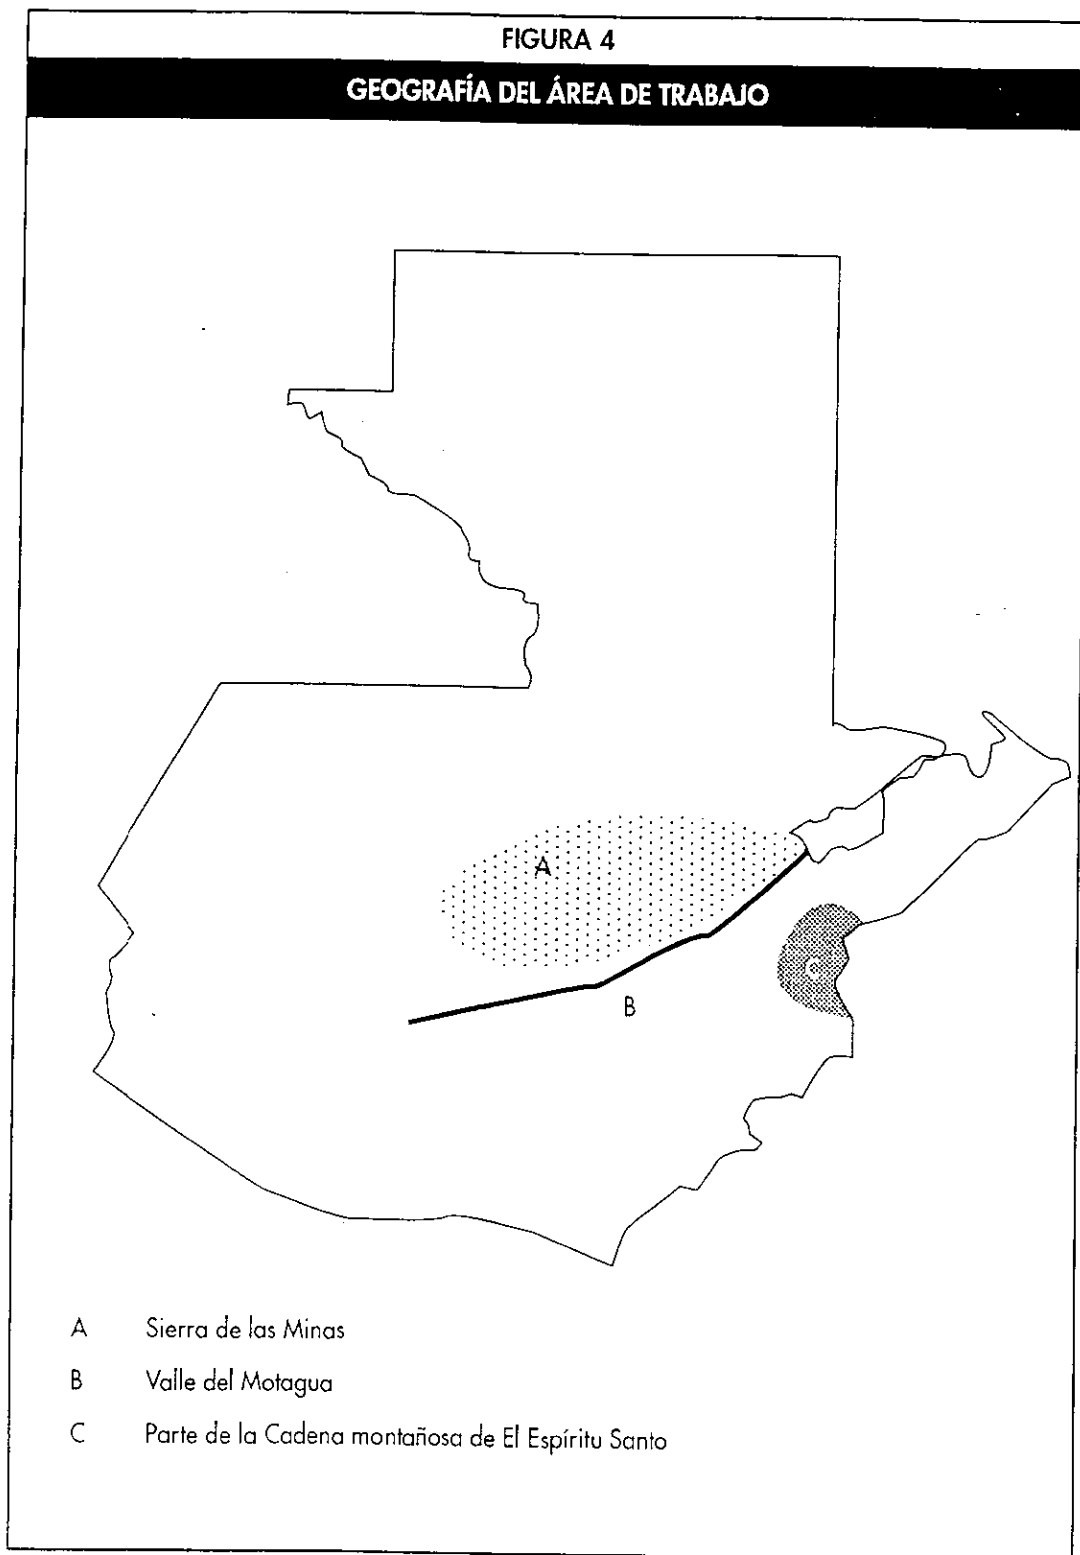 FIGURA 4
GEOGRAFÍA DEL ÁREA DE TRABAJO
A
B
C
A Sierra de las Minas
B Valle del Motagua
C Parte de la Cadena montañosa de El Espíritu Santo